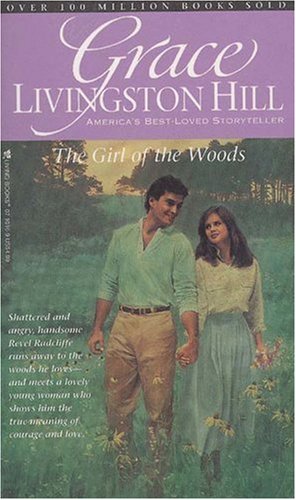 OVER 100 MILLION BOOKS SOLD
Grace
LIVINGSTON HILL
AMERICA'S BEST-LOVED STORYTELLER
The Girl of the Woods
Shattered and
angry, handsome
Revel Radcliffe
runs away to the
woods he loves—
and meets a lovely
young woman who
shows him the
true meaning of
courage and love.
LIVING BOOKS